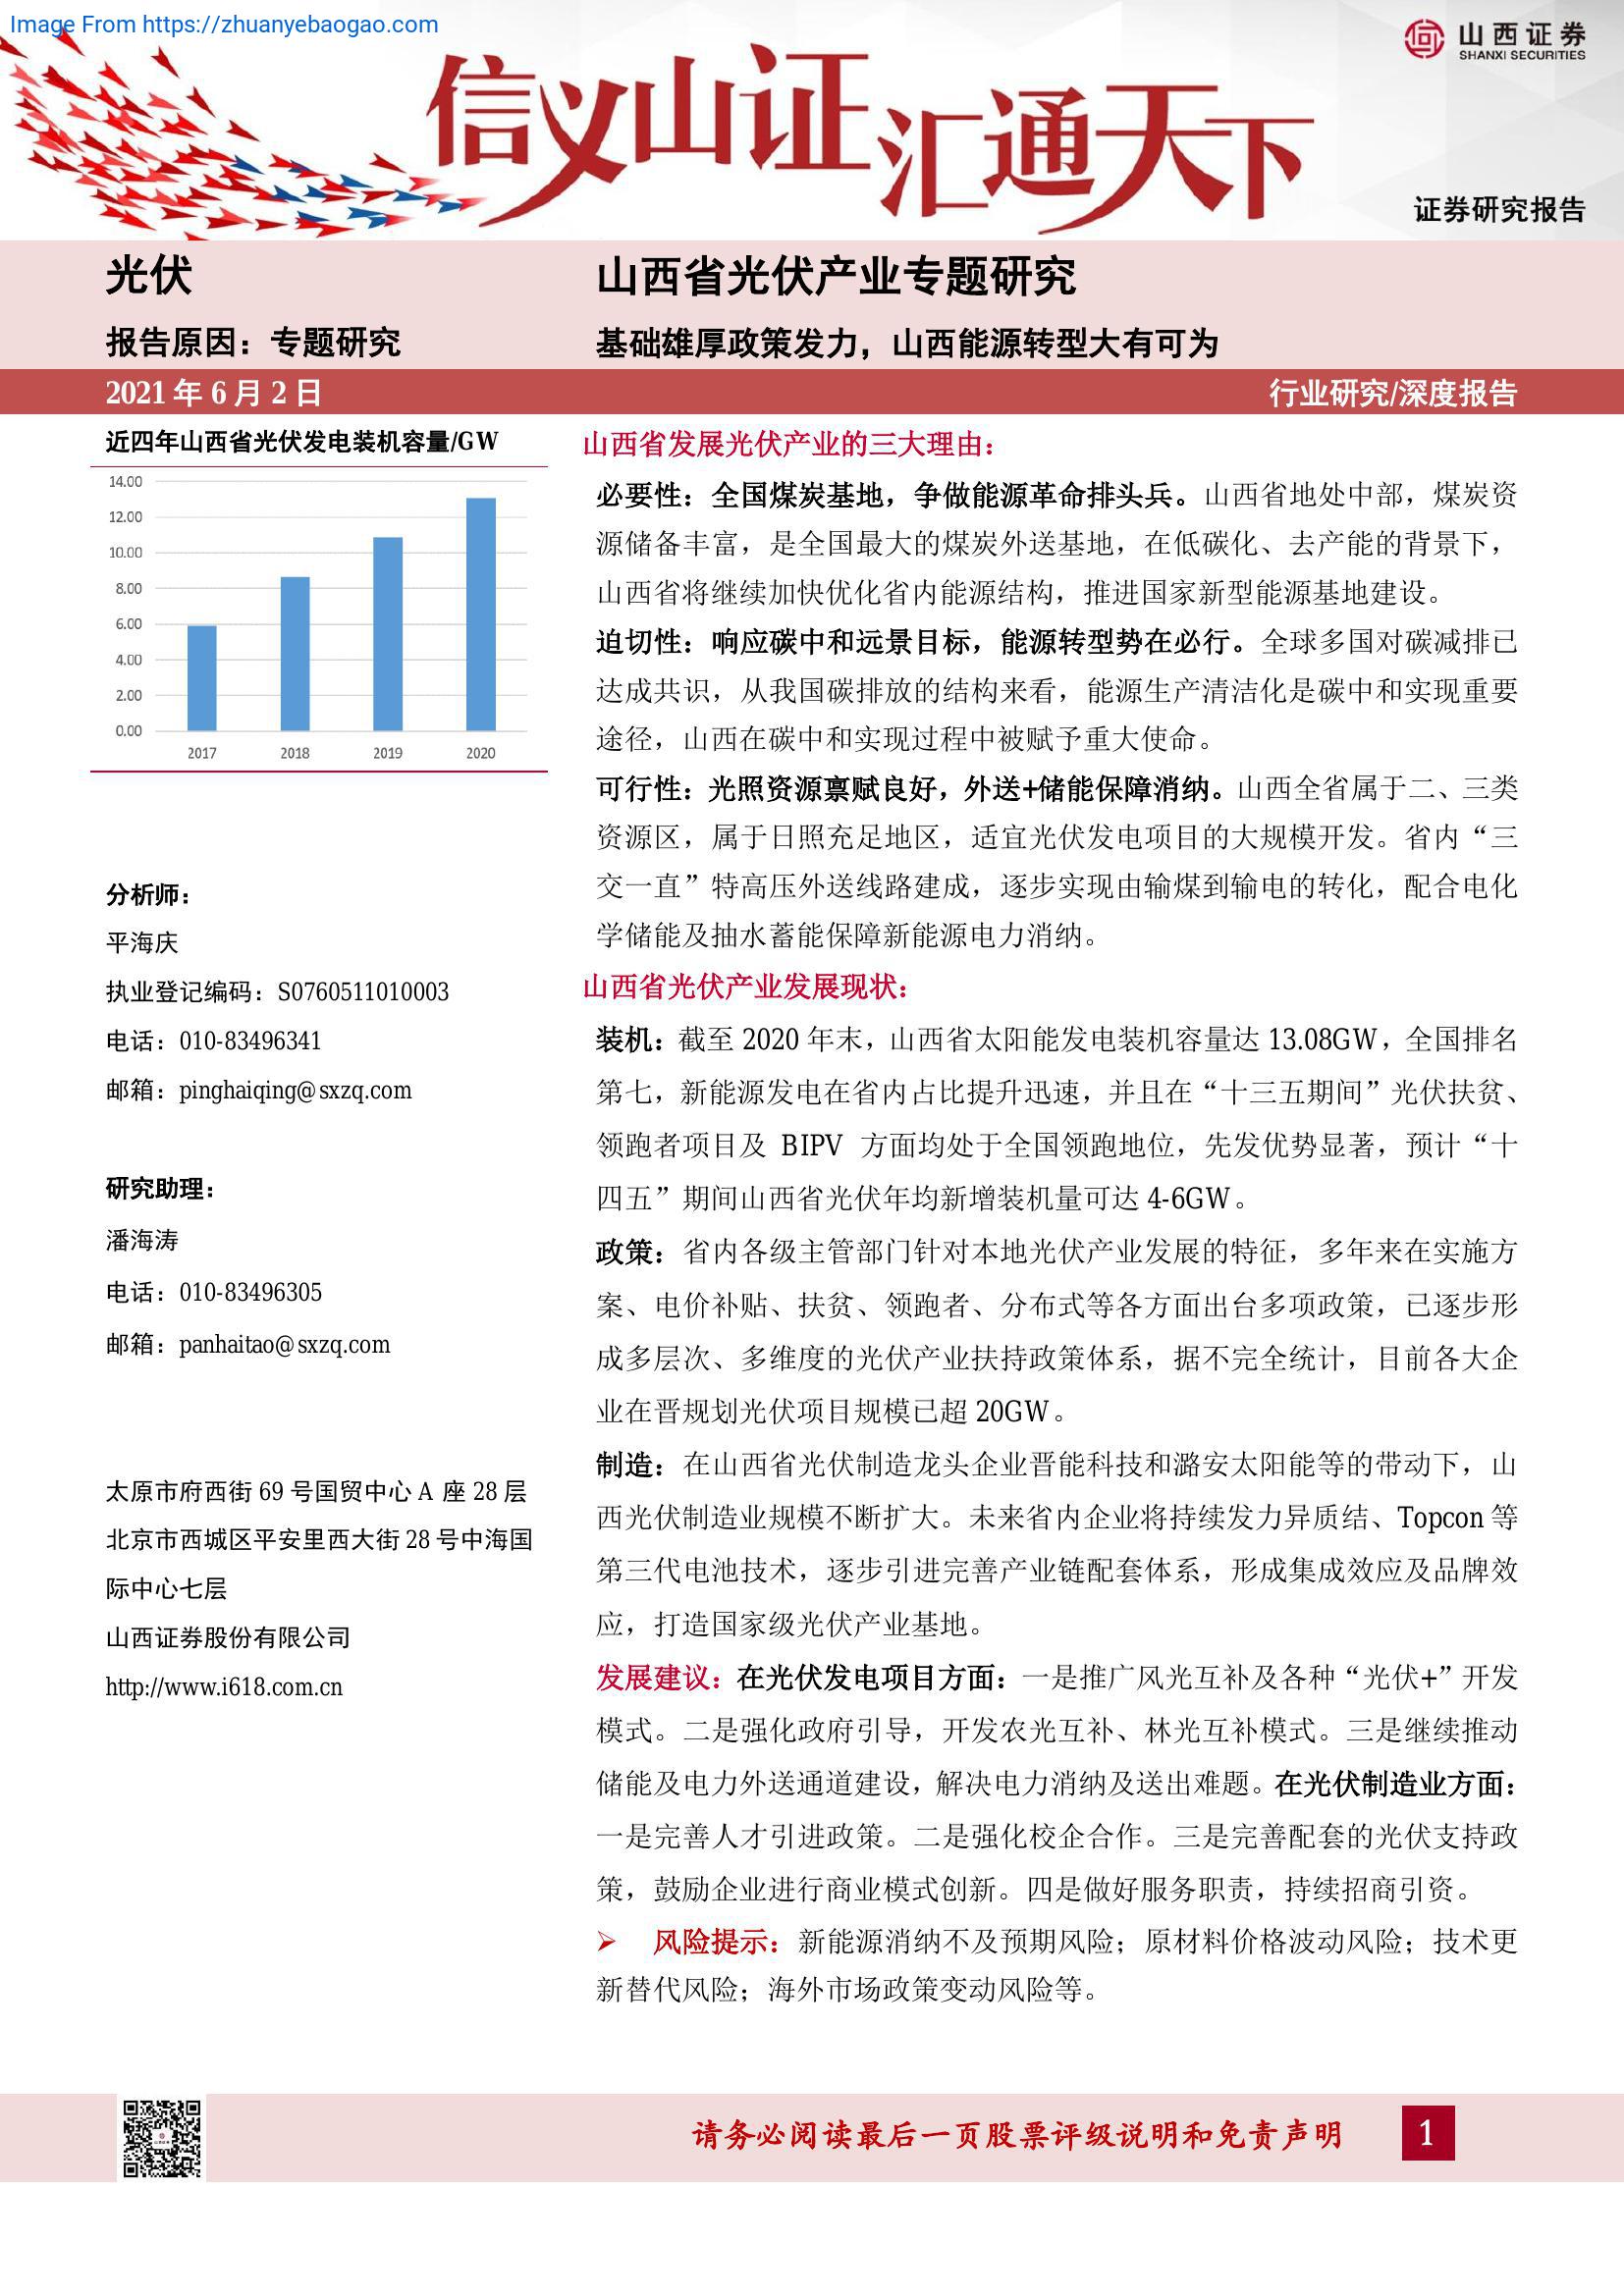 Image From https://zhuanyebaogao.com
山西证券
SHANXI SECURITIES
信义山证汇通天下
证券研究报告
光伏
山西省光伏产业专题研究
报告原因：专题研究
基础雄厚政策发力，山西能源转型大有可为
2021 年 6 月 2 日
行业研究/深度报告
近四年山西省光伏发电装机容量/GW
14.00
12.00
10.00
8.00
6.00
4.00
2.00
0.00
2017 2018 2019 2020
分析师：
平海庆
执业登记编码：S0760511010003
电话：010-83496341
邮箱：pinghaiqing@sxzq.com
研究助理：
潘海涛
电话：010-83496305
邮箱：panhaitao@sxzq.com
太原市府西街 69 号国贸中心 A 座 28 层
北京市西城区平安里西大街 28 号中海国
际中心七层
山西证券股份有限公司
http://www.i618.com.cn
山西省发展光伏产业的三大理由：
必要性：全国煤炭基地，争做能源革命排头兵。山西省地处中部，煤炭资
源储备丰富，是全国最大的煤炭外送基地，在低碳化、去产能的背景下，
山西省将继续加快优化省内能源结构，推进国家新型能源基地建设。
迫切性：响应碳中和远景目标，能源转型势在必行。全球多国对碳减排已
达成共识，从我国碳排放的结构来看，能源生产清洁化是碳中和实现重要
途径，山西在碳中和实现过程中被赋予重大使命。
可行性：光照资源禀赋良好，外送+储能保障消纳。山西全省属于二、三类
资源区，属于日照充足地区，适宜光伏发电项目的大规模开发。省内“三
交一直”特高压外送线路建成，逐步实现由输煤到输电的转化，配合电化
学储能及抽水蓄能保障新能源电力消纳。
山西省光伏产业发展现状：
装机：截至 2020 年末，山西省太阳能发电装机容量达 13.08GW，全国排名
第七，新能源发电在省内占比提升迅速，并且在“十三五期间”光伏扶贫、
领跑者项目及 BIPV 方面均处于全国领跑地位，先发优势显著，预计“十
四五”期间山西省光伏年均新增装机量可达 4-6GW。
政策：省内各级主管部门针对本地光伏产业发展的特征，多年来在实施方
案、电价补贴、扶贫、领跑者、分布式等各方面出台多项政策，已逐步形
成多层次、多维度的光伏产业扶持政策体系，据不完全统计，目前各大企
业在晋规划光伏项目规模已超 20GW。
制造：在山西省光伏制造龙头企业晋能科技和潞安太阳能等的带动下，山
西光伏制造业规模不断扩大。未来省内企业将持续发力异质结、Topcon 等
第三代电池技术，逐步引进完善产业链配套体系，形成集成效应及品牌效
应，打造国家级光伏产业基地。
发展建议：在光伏发电项目方面：一是推广风光互补及各种“光伏+”开发
模式。二是强化政府引导，开发农光互补、林光互补模式。三是继续推动
储能及电力外送通道建设，解决电力消纳及送出难题。在光伏制造业方面：
一是完善人才引进政策。二是强化校企合作。三是完善配套的光伏支持政
策，鼓励企业进行商业模式创新。四是做好服务职责，持续招商引资。
➢ 风险提示：新能源消纳不及预期风险；原材料价格波动风险；技术更
新替代风险；海外市场政策变动风险等。
请务必阅读最后一页股票评级说明和免责声明
1